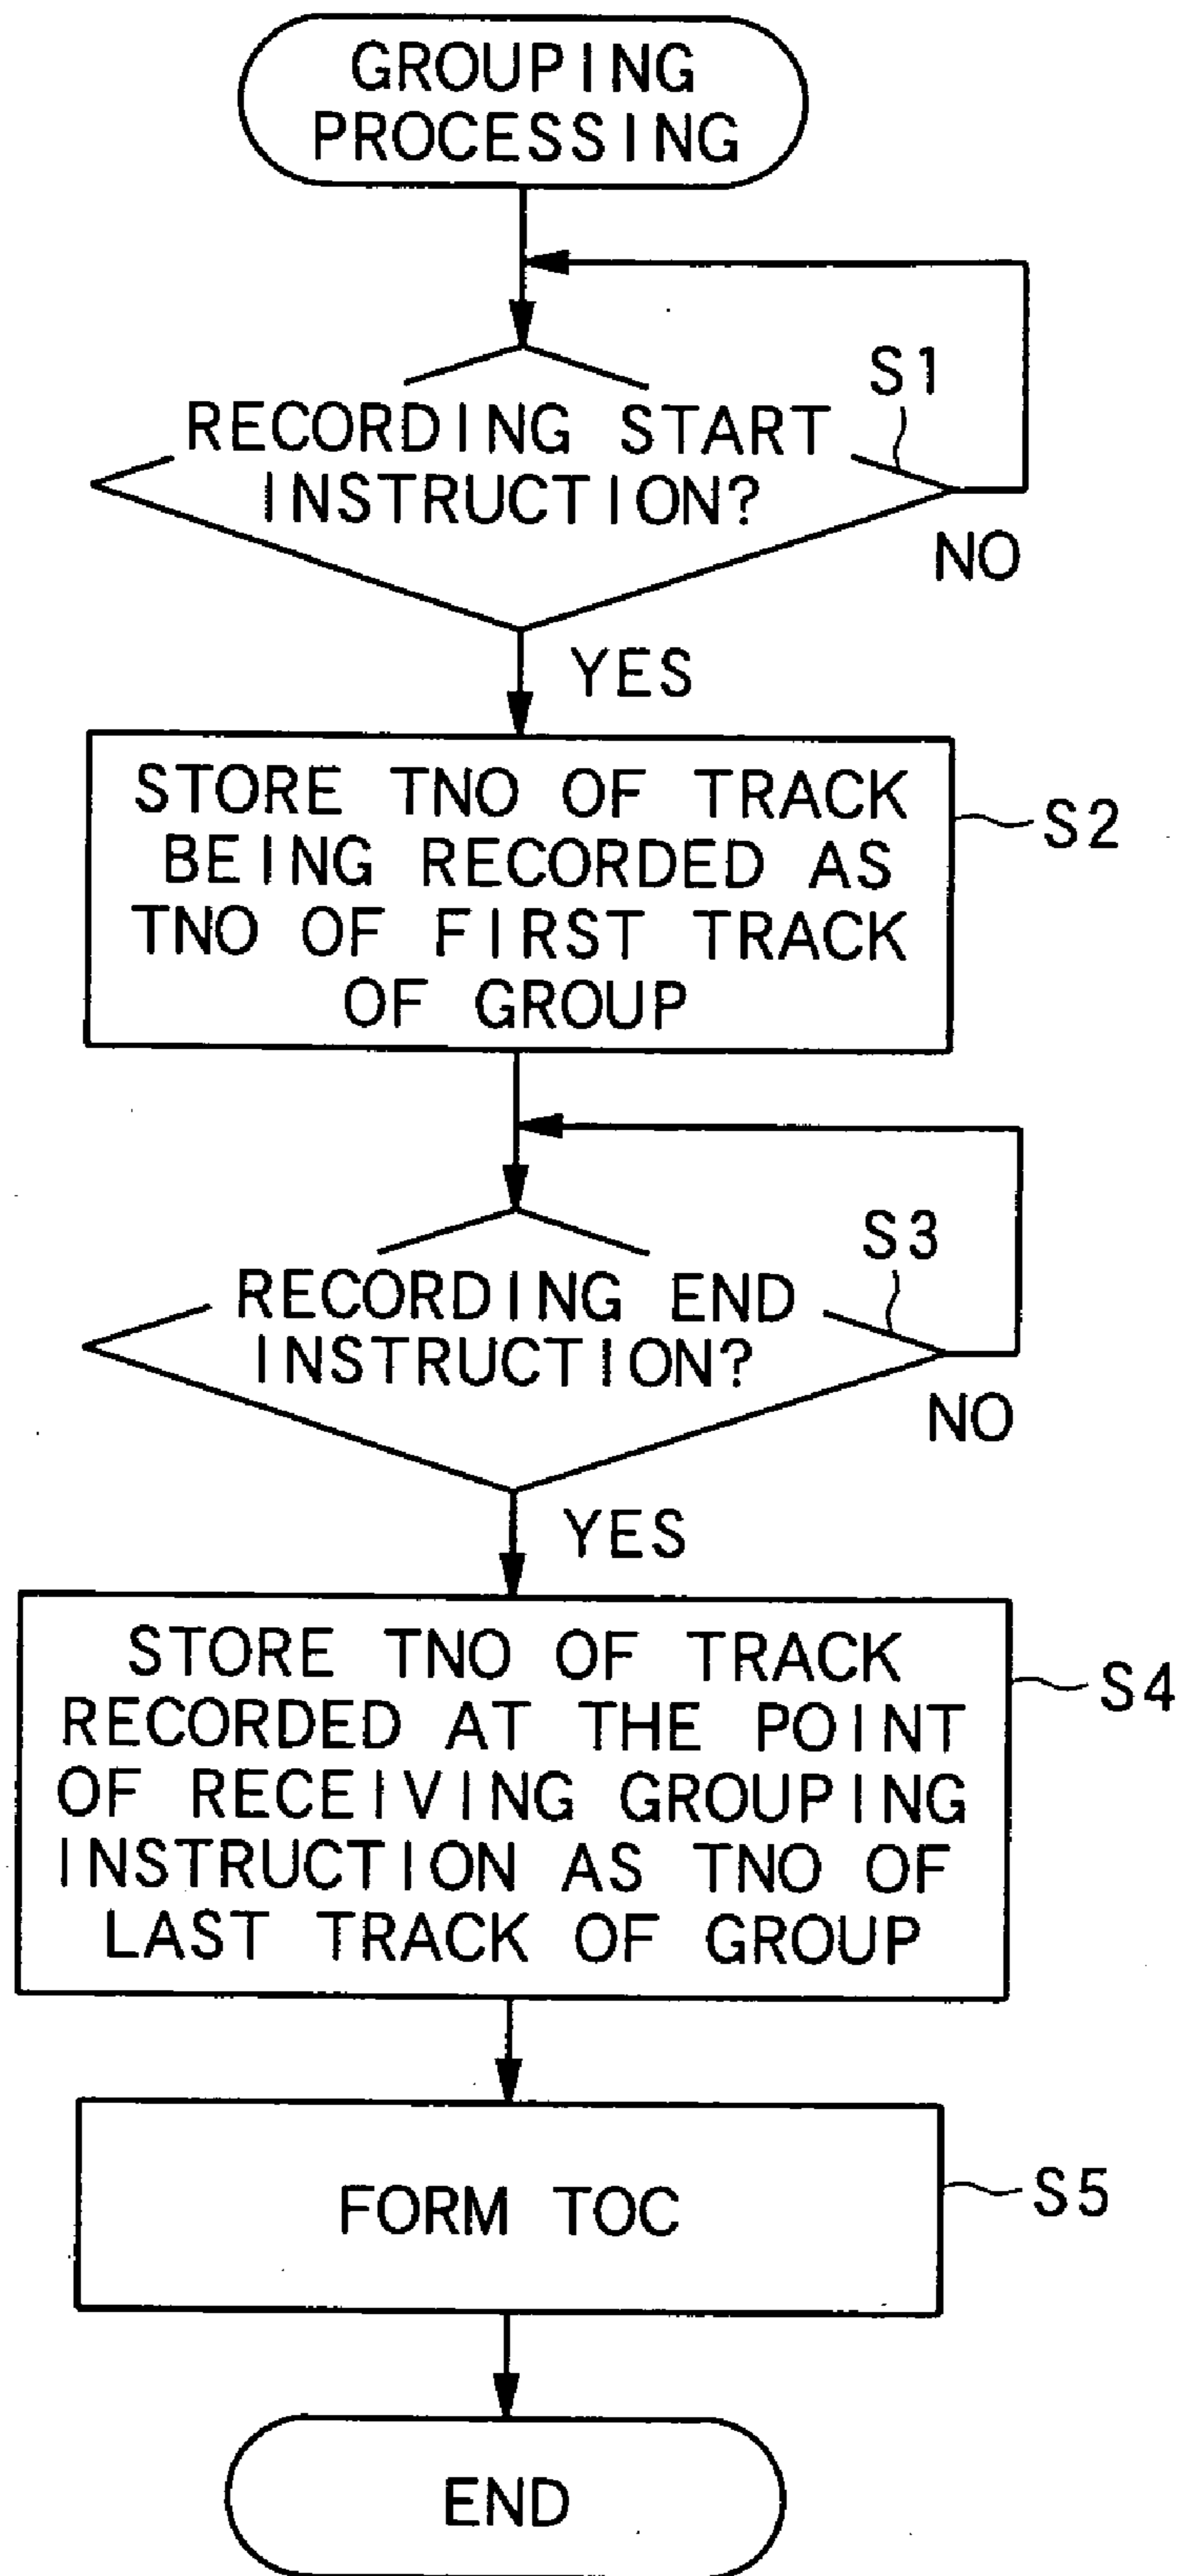 GROUPING
PROCESSING
S1
RECORDING START
INSTRUCTION?
NO
YES
STORE TNO OF TRACK
BEING RECORDED AS
TNO OF FIRST TRACK
OF GROUP
S2
S3
RECORDING END
INSTRUCTION?
NO
YES
STORE TNO OF TRACK
RECORDED AT THE POINT
OF RECEIVING GROUPING
INSTRUCTION AS TNO OF
LAST TRACK OF GROUP
S4
FORM TOC
S5
END